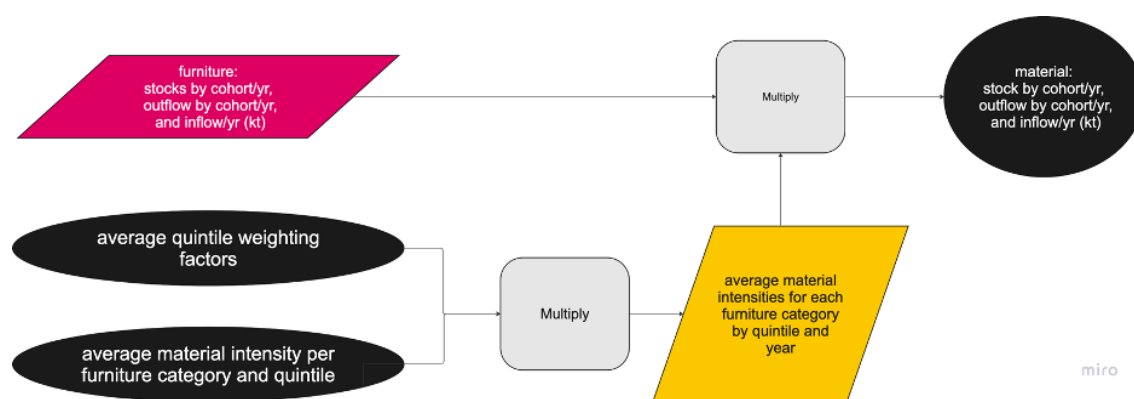 furniture:
stocks by cohort/yr,
outflow by cohort/yr,
and inflow/yr (kt)
Multiply
material:
stock by cohort/yr,
outflow by cohort/yr,
and inflow/yr (kt)
average quintile weighting
factors
average material intensity per
furniture category and quintile
Multiply
average material
intensities for each
furniture category
by quintile and
year
miro